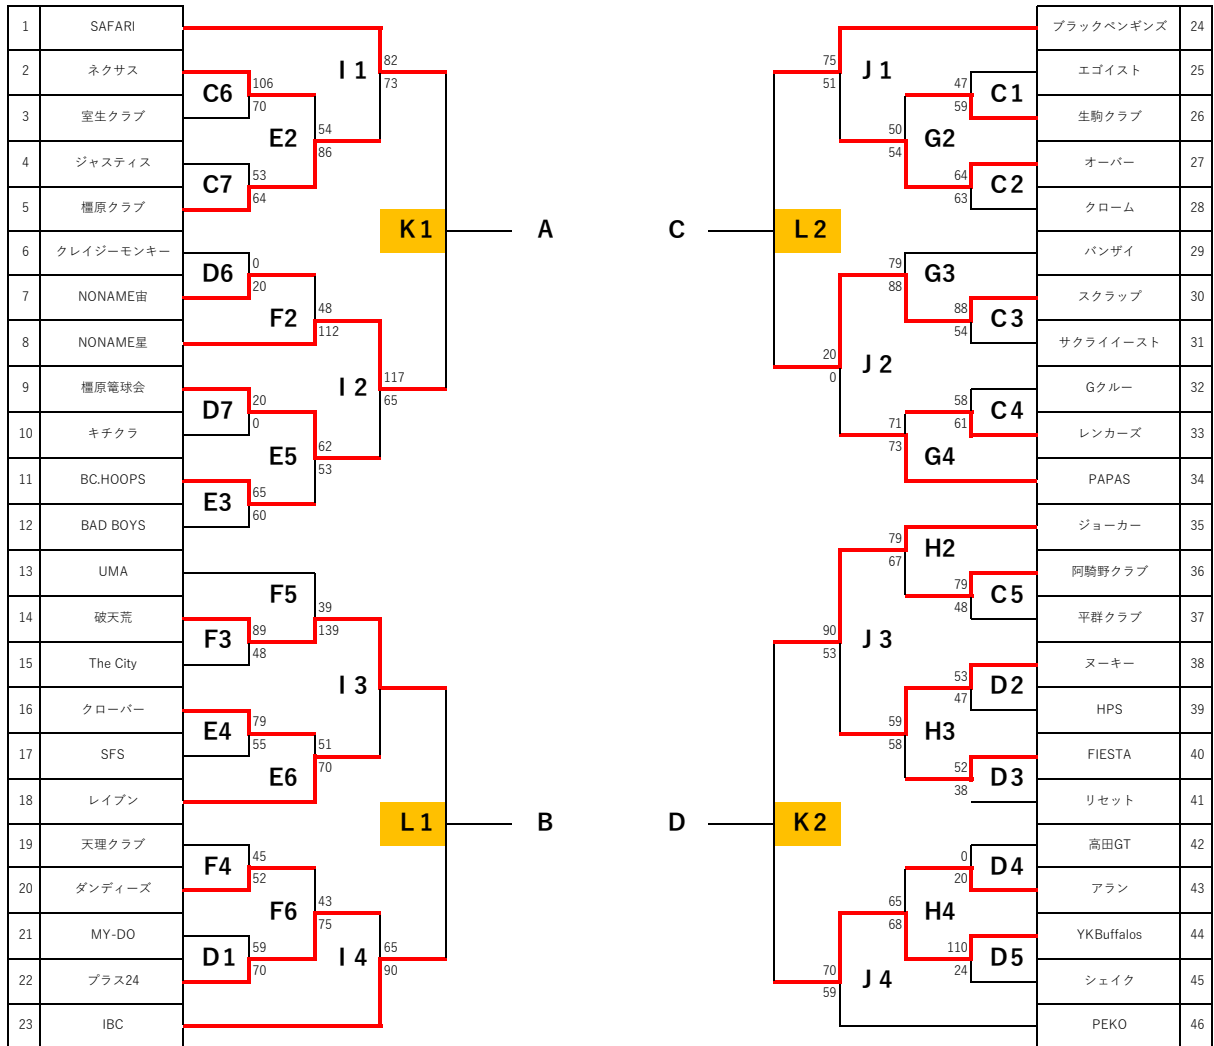 1 SAFARI
2 ネクサス
3 室生クラブ
4 ジャスティス
5 橿原クラブ
6 クレイジーモンキー
7 NONAME宙
8 NONAME星
9 橿原篭球会
10 キチクラ
11 BC.HOOPS
12 BAD BOYS
13 UMA
14 破天荒
15 The City
16 クローバー
17 SFS
18 レイブン
19 天理クラブ
20 ダンディーズ
21 MY-DO
22 プラス24
23 IBC
C6
106
70
C7
53
64
D6
0
20
D7
20
0
E3
65
60
F3
89
48
E4
79
55
F4
45
52
D1
59
70
E2
54
86
F2
48
112
E5
62
53
F5
39
139
E6
51
70
F6
43
75
I1
82
73
I2
117
65
I3
I4
65
90
K1
L1
A
B
C
D
L2
K2
J1
75
51
J2
20
0
J3
90
53
J4
70
59
G2
50
54
G3
79
88
G4
71
73
H2
79
67
H3
59
58
H4
65
68
C1
47
59
C2
64
63
C3
88
54
C4
58
61
C5
79
48
D2
53
47
D3
52
38
D4
0
20
D5
110
24
ブラックペンギンズ 24
エゴイスト 25
生駒クラブ 26
オーバー 27
クローム 28
バンザイ 29
スクラップ 30
サクライイースト 31
Gクルー 32
レンカーズ 33
PAPAS 34
ジョーカー 35
阿騎野クラブ 36
平群クラブ 37
ヌーキー 38
HPS 39
FIESTA 40
リセット 41
高田GT 42
アラン 43
YKBuffalos 44
シェイク 45
PEKO 46